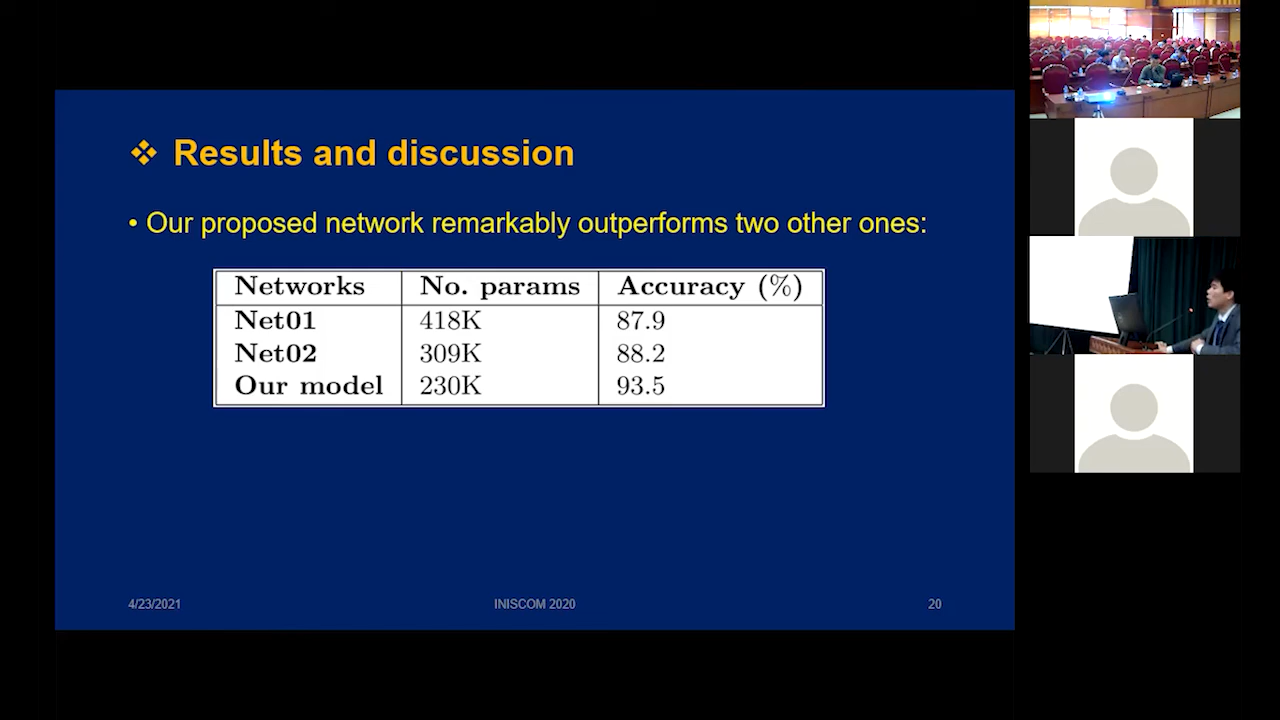 ❖ Results and discussion
• Our proposed network remarkably outperforms two other ones:
Networks No. params Accuracy (%)
Net01 418K 87.9
Net02 309K 88.2
Our model 230K 93.5
4/23/2021 INISCOM 2020 20